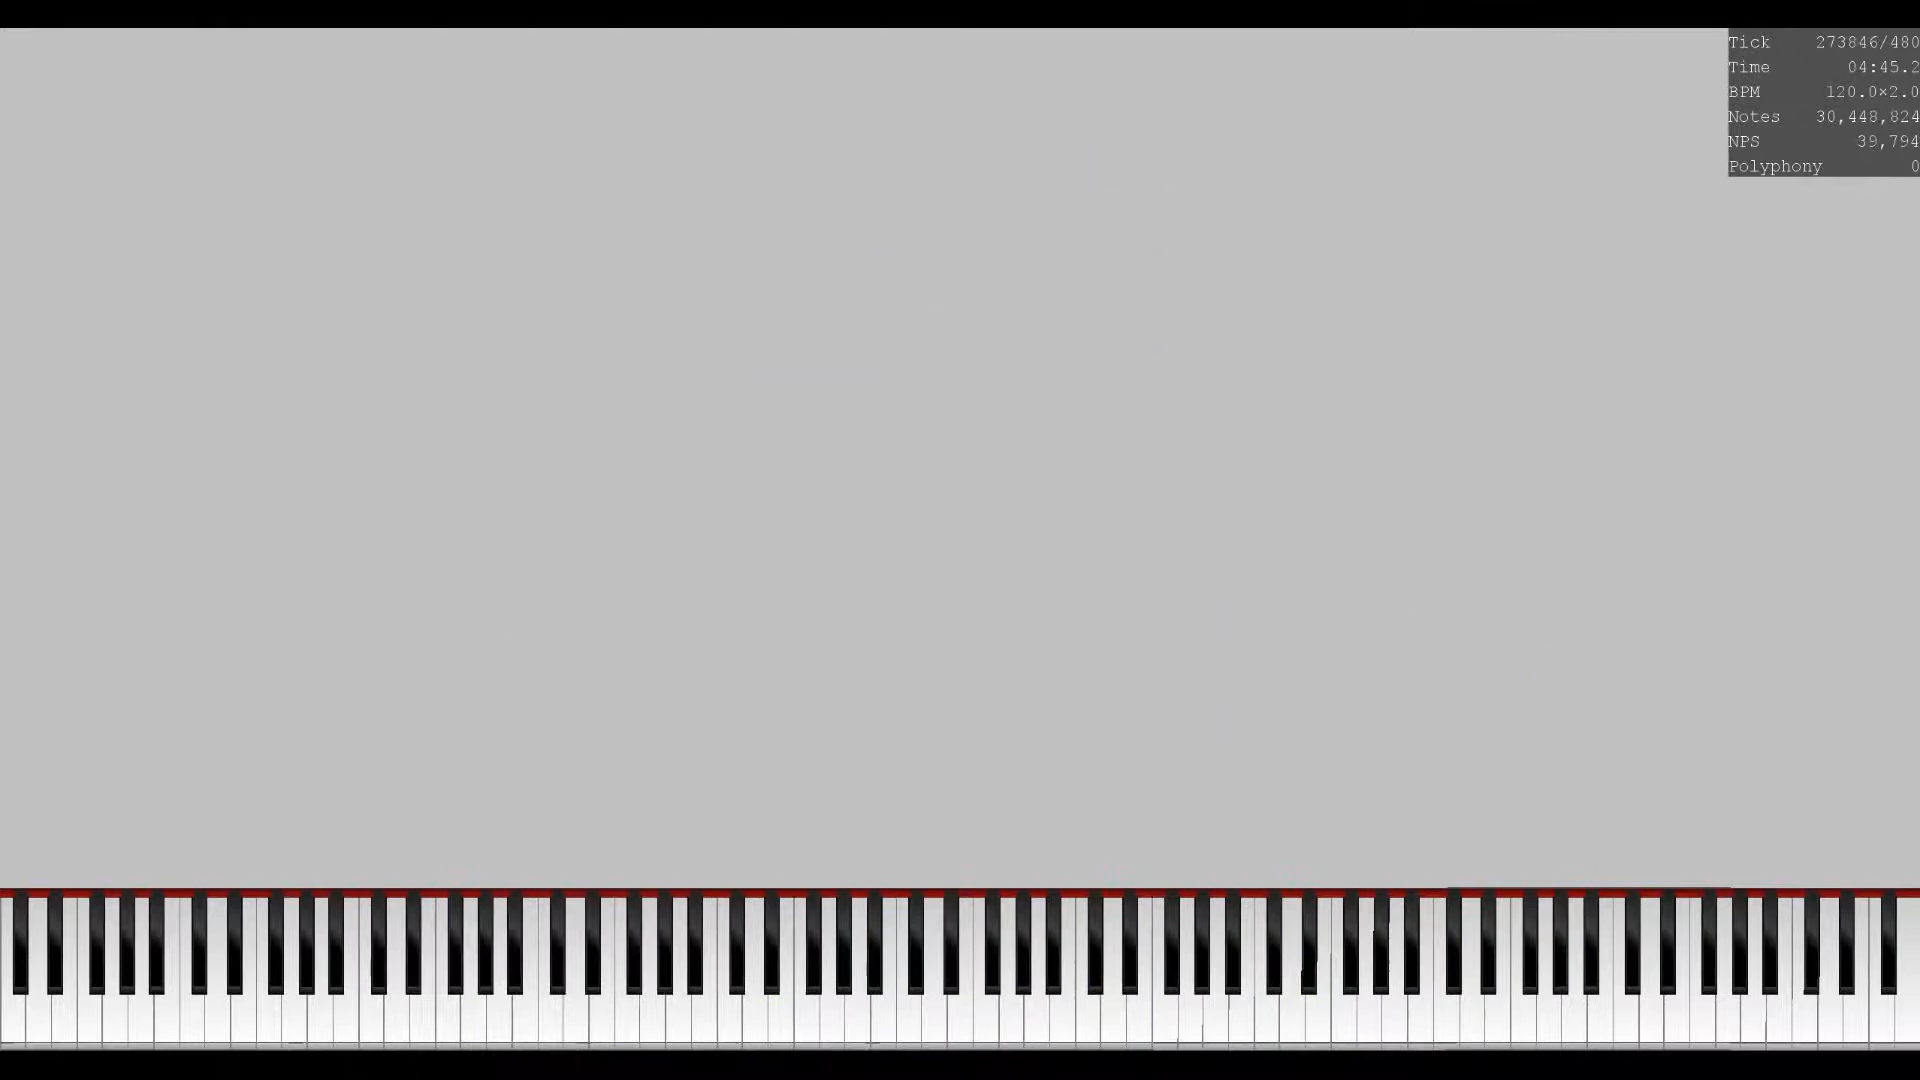 Tick 273846/480
Time 04:45.2
BPM 120.0×2.0
Notes 30,448,824
NPS 39,794
Polyphony 0